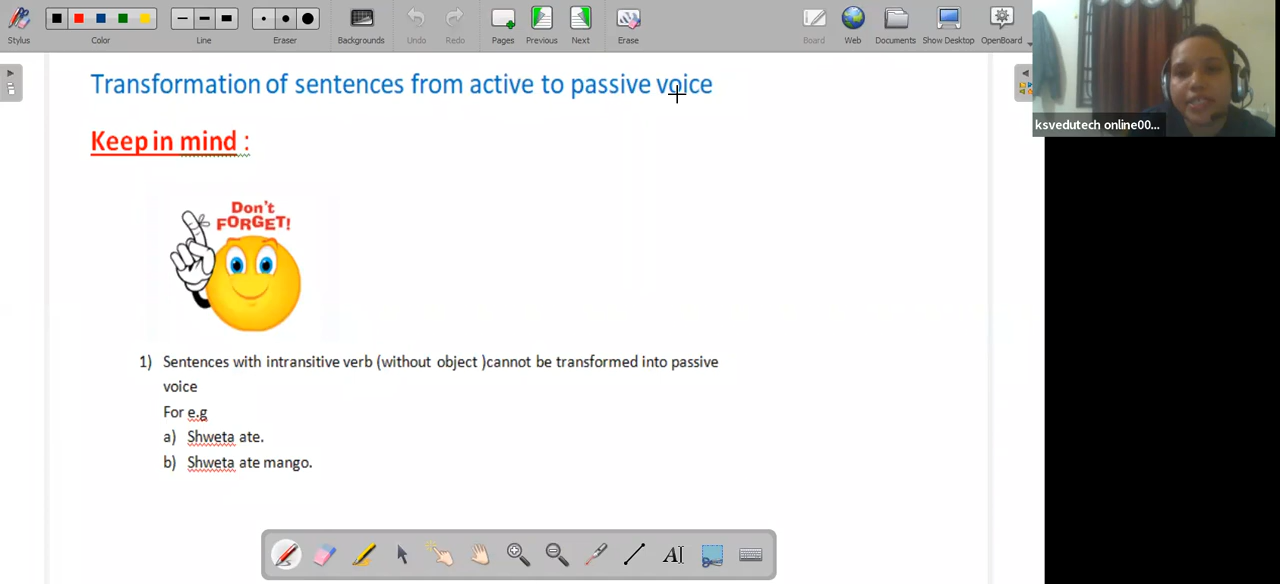 Stylus
Color
Line
Eraser
Backgrounds
Undo
Redo
Pages
Previous
Next
Erase
Board
Web
Documents
Show Desktop
OpenBoard
ksvedutech online00...
Transformation of sentences from active to passive voice
Keep in mind :
Don't
FORGET!
1) Sentences with intransitive verb (without object )cannot be transformed into passive
voice
For e.g
a) Shweta ate.
b) Shweta ate mango.
AI